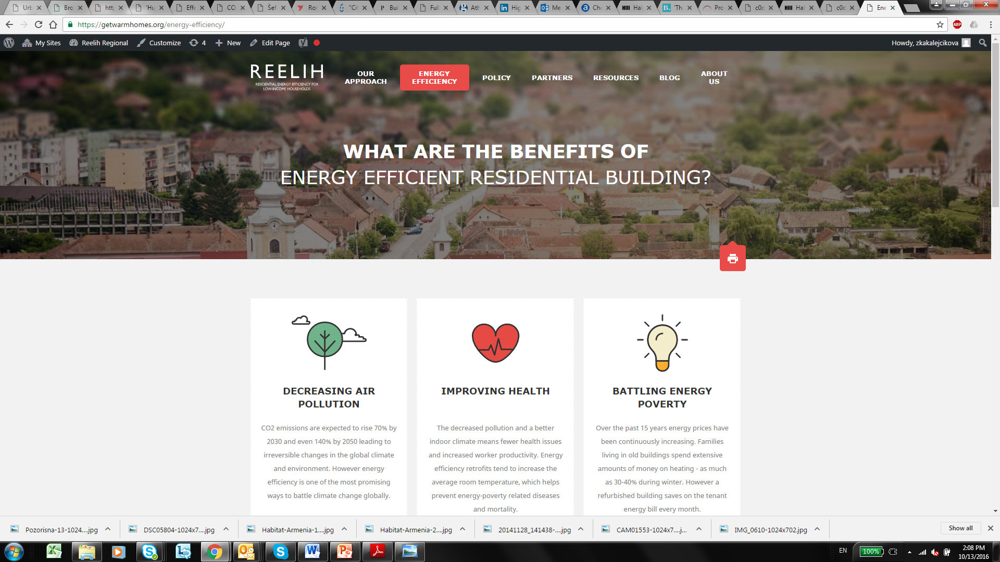 Urb
Bro
htt
'Hu
Effe
CO
Šef
Ror
"Cit
Bui
Full
Ath
Hig
Me
Che
Hal
'Th
Pro
c0d
Hal
c0d
Ene
https://getwarmhomes.org/energy-efficiency/
ABP
My Sites
Reelih Regional
Customize
4
New
Edit Page
Howdy, zkakalejcikova
REELIH
RESIDENTIAL ENERGY EFFICIENCY FOR
LOW-INCOME HOUSEHOLDS
OUR
APPROACH
ENERGY
EFFICIENCY
POLICY
PARTNERS
RESOURCES
BLOG
ABOUT
US
WHAT ARE THE BENEFITS OF
ENERGY EFFICIENT RESIDENTIAL BUILDING?
DECREASING AIR
POLLUTION
CO2 emissions are expected to rise 70% by
2030 and even 140% by 2050 leading to
irreversible changes in the global climate
and environment. However energy
efficiency is one of the most promising
ways to battle climate change globally.
IMPROVING HEALTH
The decreased pollution and a better
indoor climate means fewer health issues
and increased worker productivity. Energy
efficiency retrofits tend to increase the
average room temperature, which helps
prevent energy-poverty related diseases
and mortality.
BATTLING ENERGY
POVERTY
Over the past 15 years energy prices have
been continuously increasing. Families
living in old buildings spend extensive
amounts of money on heating - as much
as 30-40% during winter. However a
refurbished building saves on the tenant
energy bill every month.
Pozorisna-13-1024....jpg
DSC05804-1024x7....jpg
Habitat-Armenia-1....jpg
Habitat-Armenia-2....jpg
20141128_141438-....jpg
CAM01553-1024x7....j...
IMG_0610-1024x702.jpg
Show all
EN
100%
2:08 PM
10/13/2016